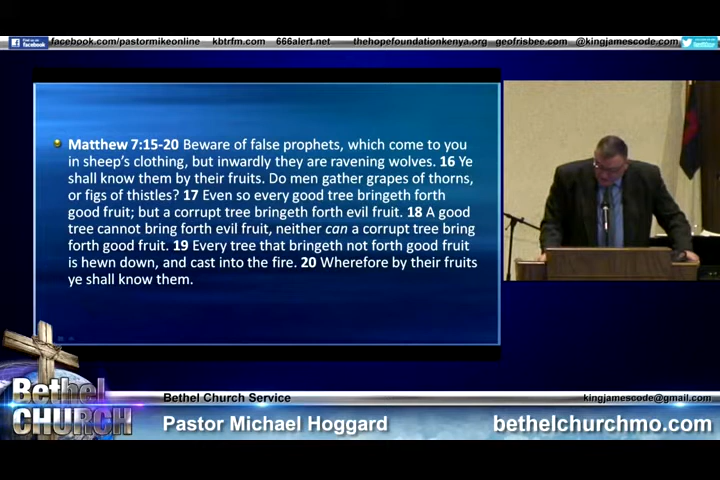 Find us on facebook
facebook.com/pastormikeonline kbtrfm.com 666alert.net thehopefoundationkenya.org geofrisbee.com @kingjamescode.com twitter
Matthew 7:15-20 Beware of false prophets, which come to you
in sheep's clothing, but inwardly they are ravening wolves. 16 Ye
shall know them by their fruits. Do men gather grapes of thorns,
or figs of thistles? 17 Even so every good tree bringeth forth
good fruit; but a corrupt tree bringeth forth evil fruit. 18 A good
tree cannot bring forth evil fruit, neither can a corrupt tree bring
forth good fruit. 19 Every tree that bringeth not forth good fruit
is hewn down, and cast into the fire. 20 Wherefore by their fruits
ye shall know them.
Bethel
CHURCH
Bethel Church Service kingjamescode@gmail.com
Pastor Michael Hoggard bethelchurchmo.com